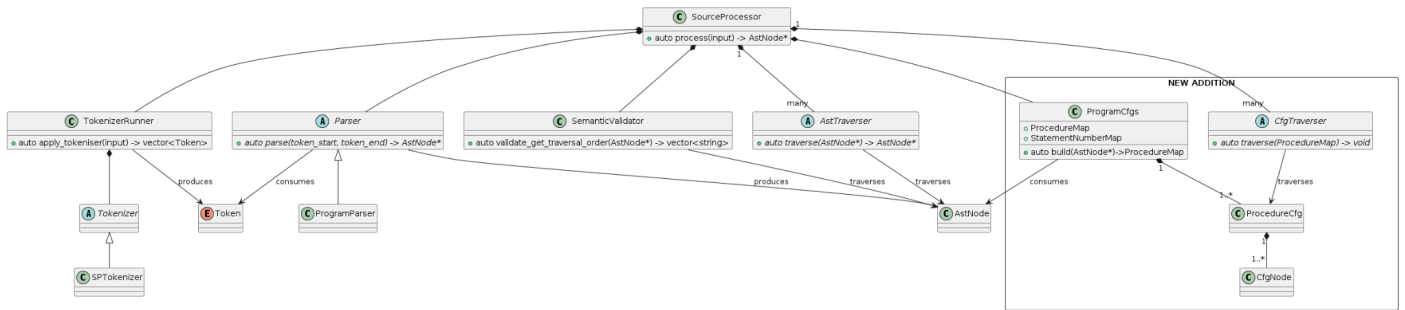 C SourceProcessor
auto process(input) -> AstNode*
1
1
many
many
NEW ADDITION
C TokenizerRunner
auto apply_tokeniser(input) -> vector<Token>
A Parser
auto parse(token_start, token_end) -> AstNode*
C SemanticValidator
auto validate_get_traversal_order(AstNode*) -> vector<string>
A AstTraverser
auto traverse(AstNode*) -> AstNode*
C ProgramCfgs
ProcedureMap
StatementNumberMap
auto build(AstNode*)->ProcedureMap
A CfgTraverser
auto traverse(ProcedureMap) -> void
produces
consumes
produces
traverses
traverses
consumes
1
1..*
traverses
A Tokenizer
E Token
C ProgramParser
C AstNode
C ProcedureCfg
1
1..*
C SPTokenizer
C CfgNode